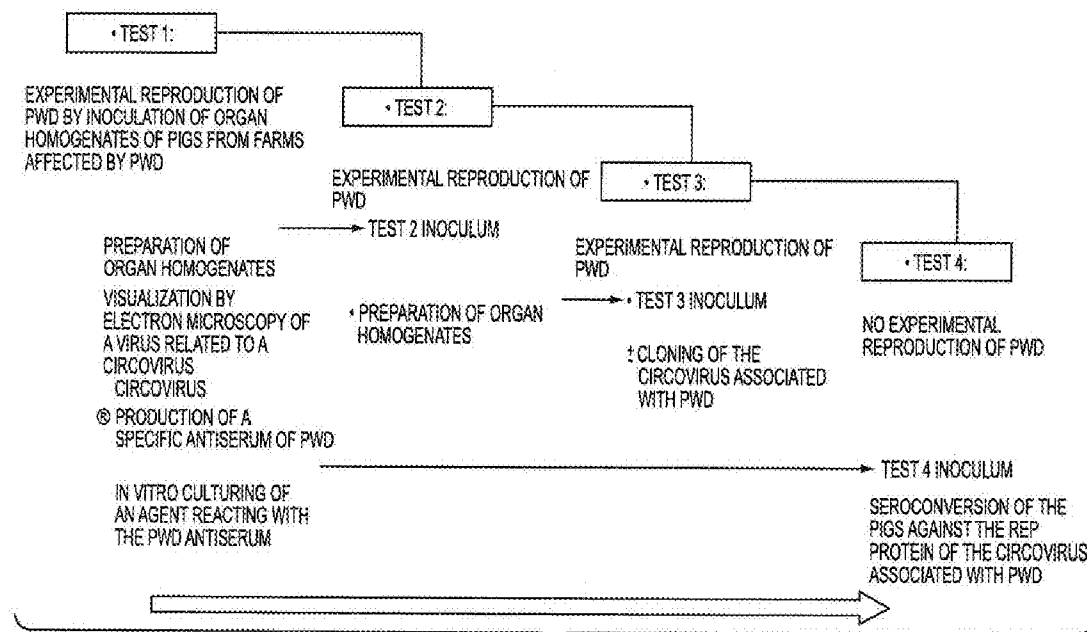 • TEST 1:
EXPERIMENTAL REPRODUCTION OF
PWD BY INOCULATION OF ORGAN
HOMOGENATES OF PIGS FROM FARMS
AFFECTED BY PWD
• TEST 2:
EXPERIMENTAL REPRODUCTION OF
PWD
TEST 2 INOCULUM
• TEST 3:
PREPARATION OF
ORGAN HOMOGENATES
VISUALIZATION BY
ELECTRON MICROSCOPY OF
A VIRUS RELATED TO A
CIRCOVIRUS
CIRCOVIRUS
® PRODUCTION OF A
SPECIFIC ANTISERUM OF PWD
IN VITRO CULTURING OF
AN AGENT REACTING WITH
THE PWD ANTISERUM
• PREPARATION OF ORGAN
HOMOGENATES
EXPERIMENTAL REPRODUCTION OF
PWD
• TEST 3 INOCULUM
‡ CLONING OF THE
CIRCOVIRUS ASSOCIATED
WITH PWD
• TEST 4:
NO EXPERIMENTAL
REPRODUCTION OF PWD
TEST 4 INOCULUM
SEROCONVERSION OF THE
PIGS AGAINST THE REP
PROTEIN OF THE CIRCOVIRUS
ASSOCIATED WITH PWD